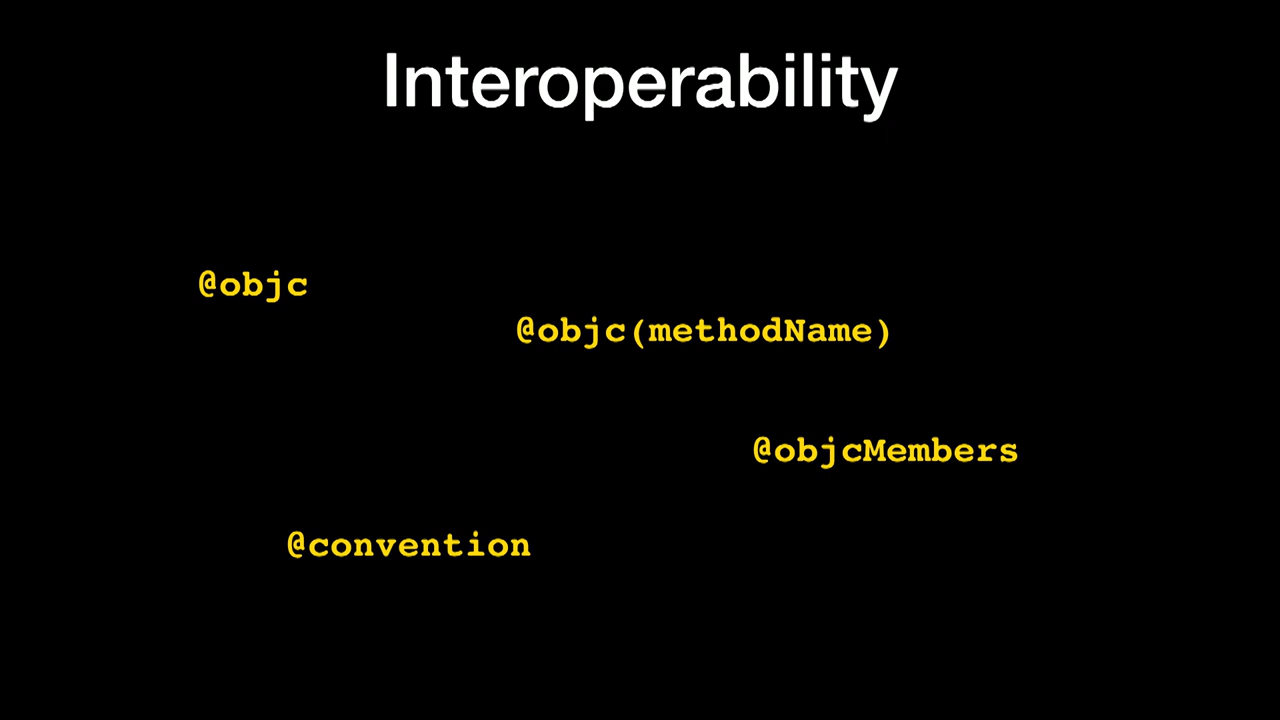 Interoperability
@objc
@objc(methodName)
@objcMembers
@convention